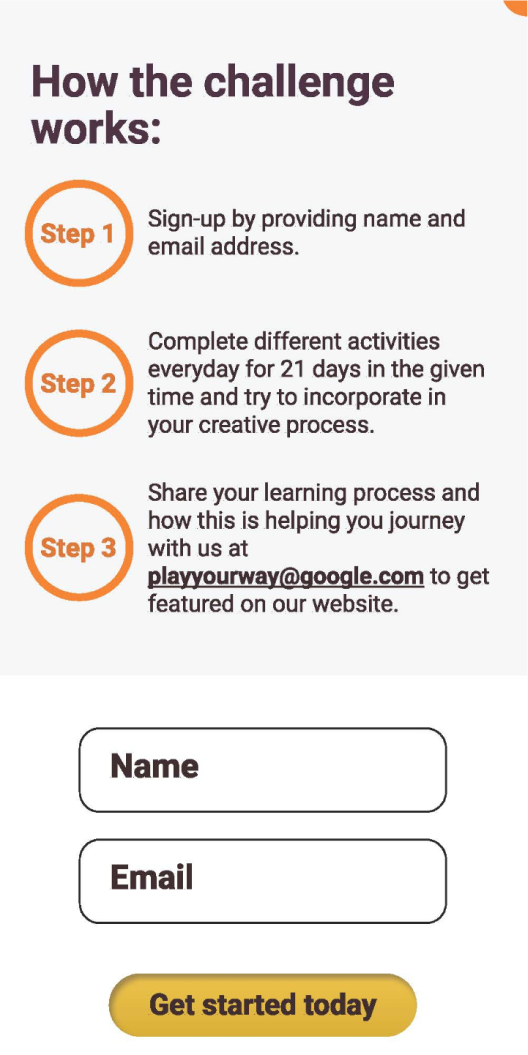 How the challenge
works:
Step 1
Sign-up by providing name and
email address.
Step 2
Complete different activities
everyday for 21 days in the given
time and try to incorporate in
your creative process.
Step 3
Share your learning process and
how this is helping you journey
with us at
playyourway@google.com to get
featured on our website.
Name
Email
Get started today